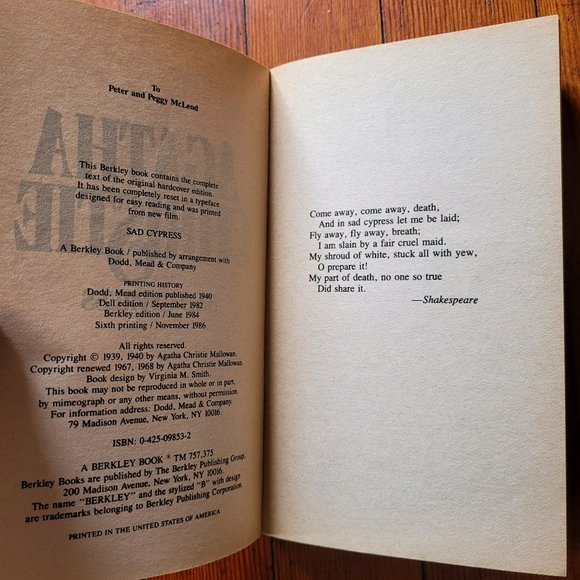 To
Peter and Peggy McLeod
AGATHA
This Berkley book contains the complete
text of the original hardcover edition.
It has been completely reset in a typeface
designed for easy reading and was printed
from new film.
SAD CYPRESS
A Berkley Book / published by arrangement with
Dodd, Mead & Company
PRINTING HISTORY
Dodd, Mead edition published 1940
Dell edition / September 1982
Berkley edition / June 1984
Sixth printing / November 1986
All rights reserved.
Copyright © 1939, 1940 by Agatha Christie Mallowan.
Copyright renewed 1967, 1968 by Agatha Christie Mallowan.
Book design by Virginia M. Smith.
This book may not be reproduced in whole or in part,
by mimeograph or any other means, without permission.
For information address: Dodd, Mead & Company.
79 Madison Avenue, New York, NY 10016.
ISBN: 0-425-09853-2
A BERKLEY BOOK ® TM 757,375
Berkley Books are published by The Berkley Publishing Group,
200 Madison Avenue, New York, NY 10016.
The name "BERKLEY" and the stylized "B" with design
are trademarks belonging to Berkley Publishing Corporation.
PRINTED IN THE UNITED STATES OF AMERICA
Come away, come away, death,
And in sad cypress let me be laid;
Fly away, fly away, breath;
I am slain by a fair cruel maid.
My shroud of white, stuck all with yew,
O prepare it!
My part of death, no one so true
Did share it.
—Shakespeare